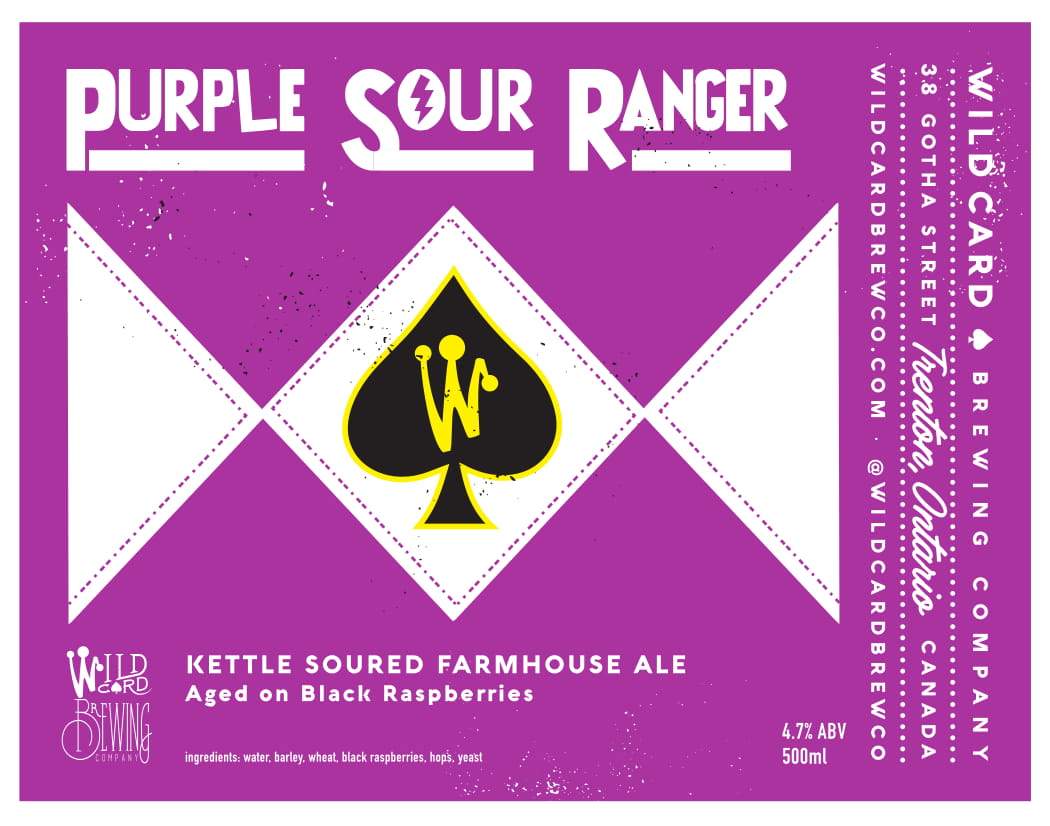 PURPLE SOUR RANGER
W
WILD
CARD
BREWING
COMPANY
KETTLE SOURED FARMHOUSE ALE
Aged on Black Raspberries
ingredients: water, barley, wheat, black raspberries, hops, yeast
4.7% ABV
500ml
WILDCARD ♠ BREWING COMPANY
38 GOTHA STREET Trenton, Ontario CANADA
WILDCARDBREWCO.COM · @WILDCARDBREWCO